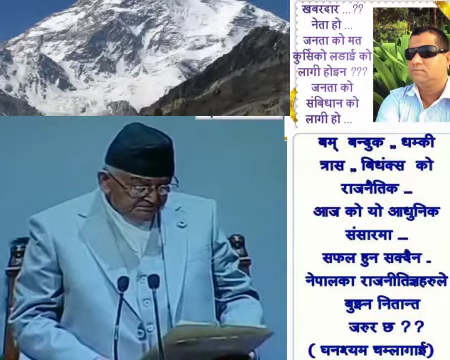 खबरदार ...??
नेता हो ...
जनता को मत
कुर्सिको लडाई को
लागी होइन ???
जनता को
संबिधान को
लागी हो ...
बम् बन्दुक ,, धम्की
त्रास ,, बिधंक्स को
राजनैतिक ...
आज को यो आधुनिक
संसारमा ...
सफल हुन सक्दैन -
नेपालका राजनीतिज्ञहरुले
बुझ्न नितान्त
जरुर छ ? ?
( घनश्याम चम्लागाई)